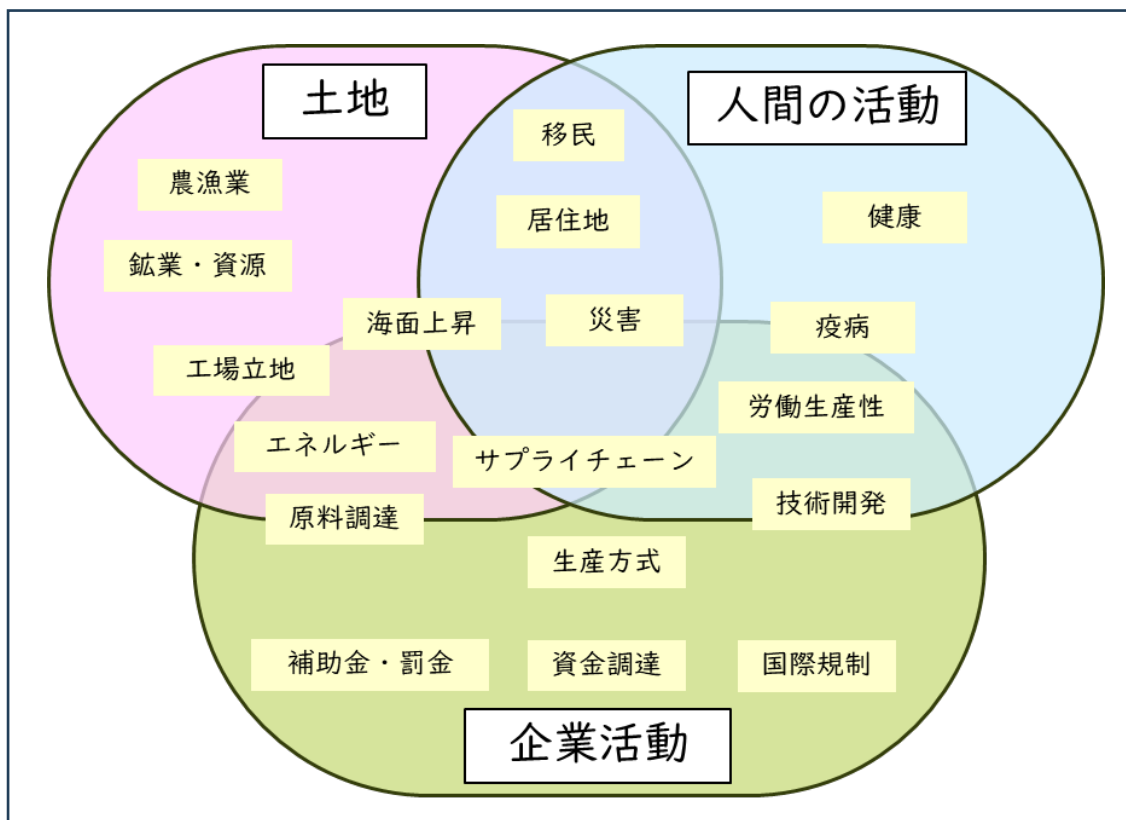 土地
人間の活動
移民
農漁業
居住地
健康
鉱業・資源
海面上昇
災害
疫病
工場立地
労働生産性
エネルギー
サプライチェーン
原料調達
技術開発
生産方式
補助金・罰金
資金調達
国際規制
企業活動